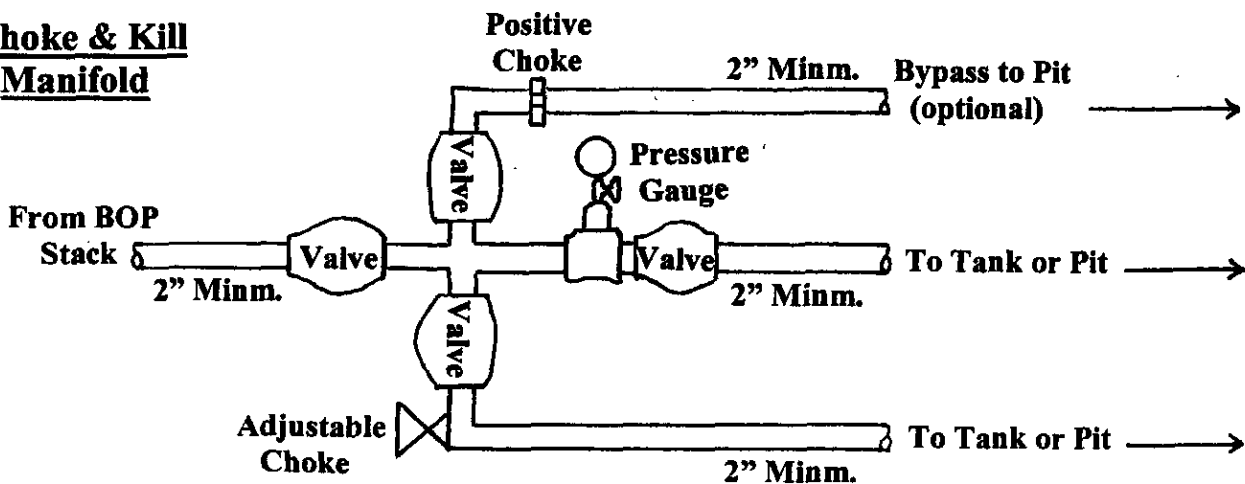 hoke & Kill
Manifold
Positive
Choke
2” Minm.
Bypass to Pit
(optional)
Valve
Pressure
Gauge
From BOP
Stack
Valve
Valve
To Tank or Pit
2” Minm.
2” Minm.
Valve
Adjustable
Choke
To Tank or Pit
2” Minm.